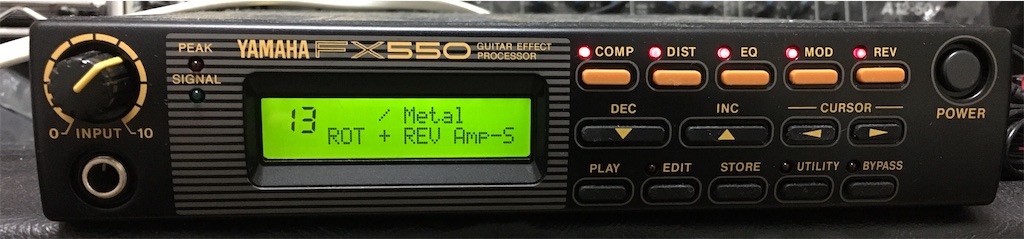 PEAK
SIGNAL
0 INPUT 10
YAMAHA FX550 GUITAR EFFECT PROCESSOR
13 / Metal
ROT + REV Amp-S
COMP DIST EQ MOD REV
DEC INC CURSOR
POWER
PLAY EDIT STORE UTILITY BYPASS